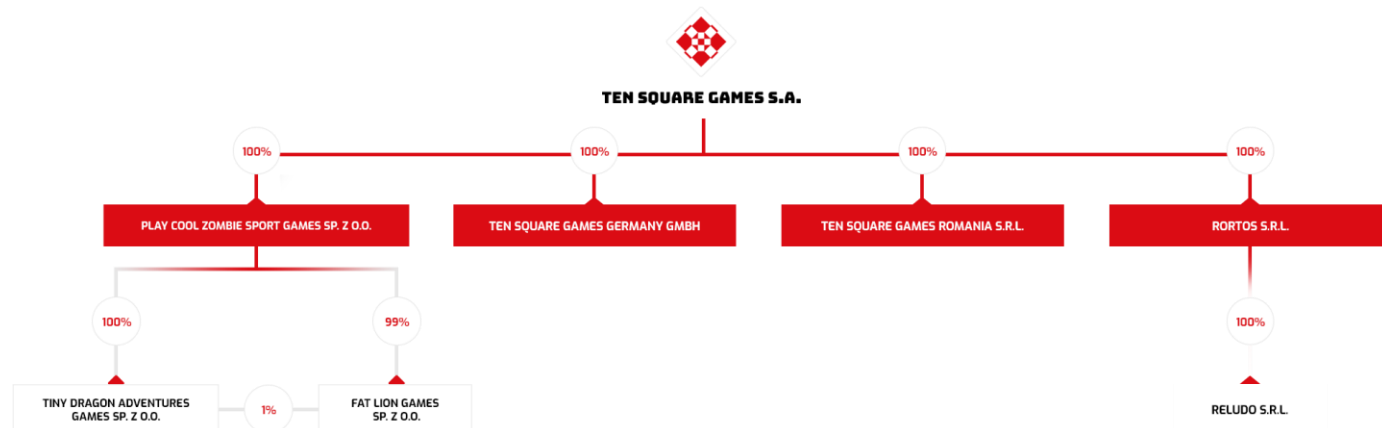 TEN SQUARE GAMES S.A.
100% 100% 100% 100%
PLAY COOL ZOMBIE SPORT GAMES SP. Z O.O. TEN SQUARE GAMES GERMANY GMBH TEN SQUARE GAMES ROMANIA S.R.L. RORTOS S.R.L.
100% 99% 100%
TINY DRAGON ADVENTURES
GAMES SP. Z O.O.
1%
FAT LION GAMES
SP. Z O.O.
RELUDO S.R.L.